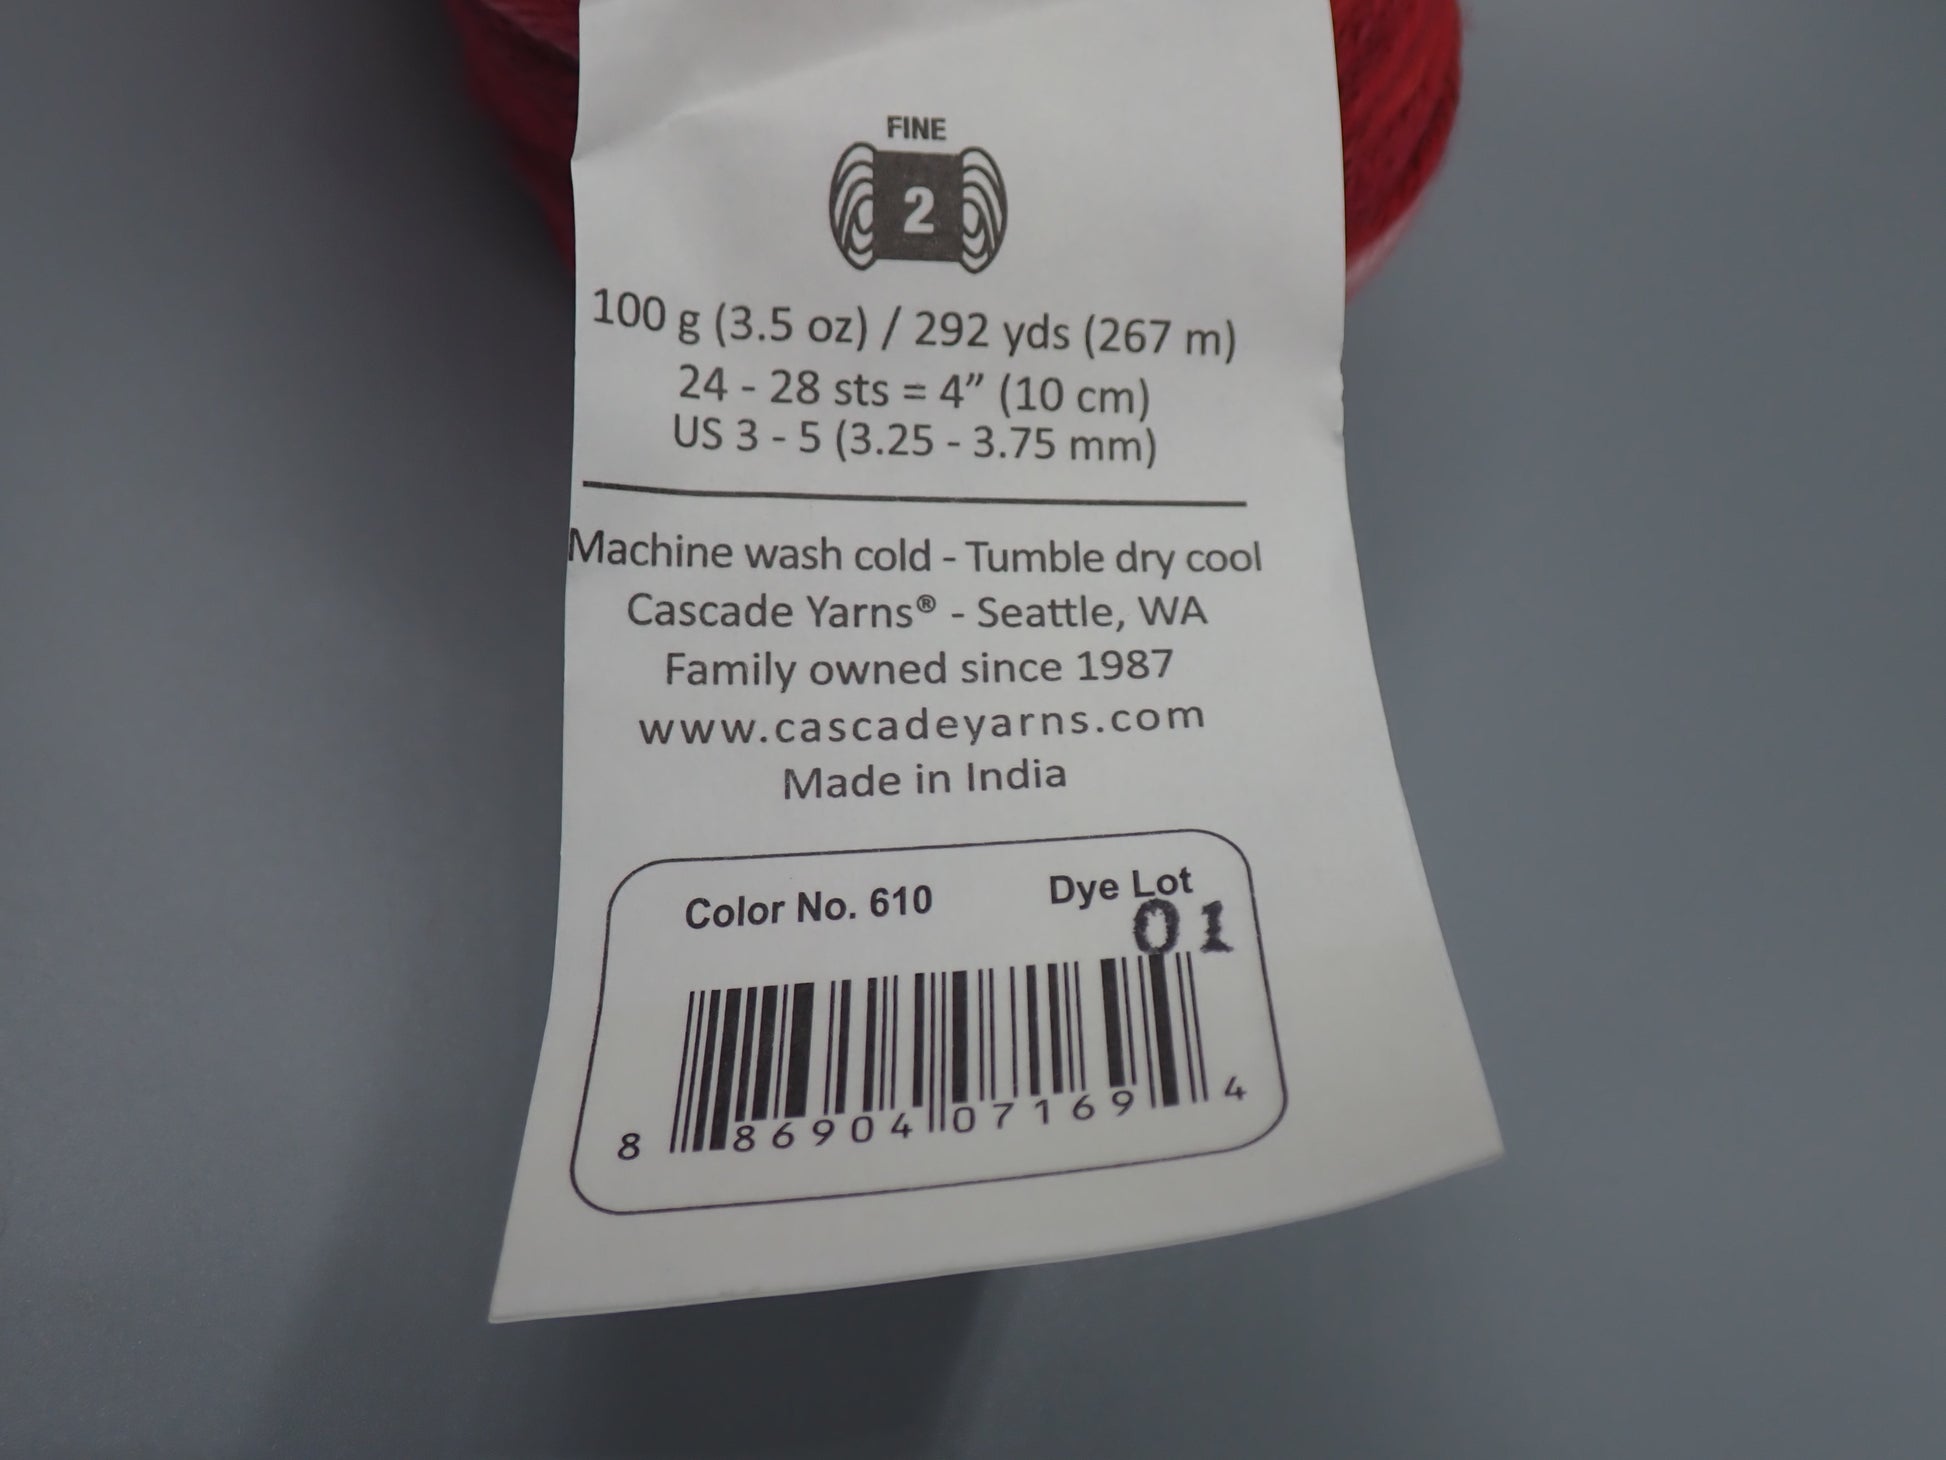 FINE
2
100 g (3.5 oz) / 292 yds (267 m)
24 - 28 sts = 4” (10 cm)
US 3 - 5 (3.25 - 3.75 mm)
Machine wash cold - Tumble dry cool
Cascade Yarns® - Seattle, WA
Family owned since 1987
www.cascadeyarns.com
Made in India
Color No. 610 Dye Lot
01
8 86904 07169 4